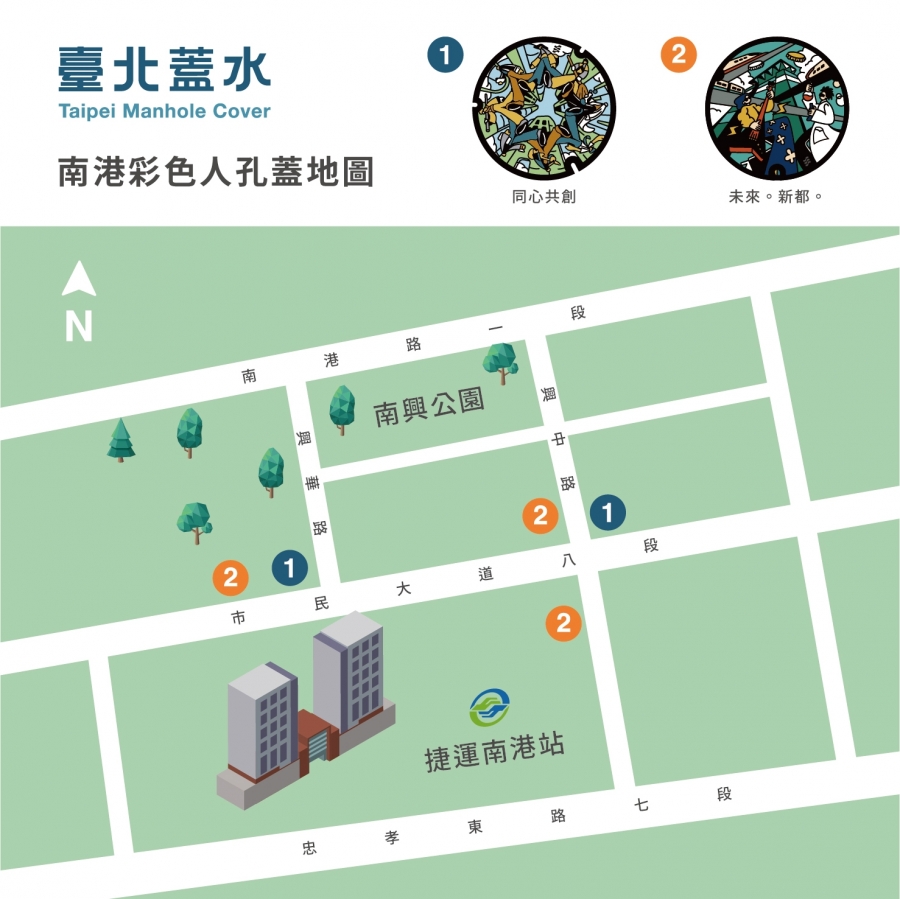 臺北蓋水
Taipei Manhole Cover
南港彩色人孔蓋地圖
1
同心共創
2
未來。新都。
N
南港路一段
南興公園
興華路
興中路
2
1
2
1
市民大道八段
2
捷運南港站
忠孝東路七段